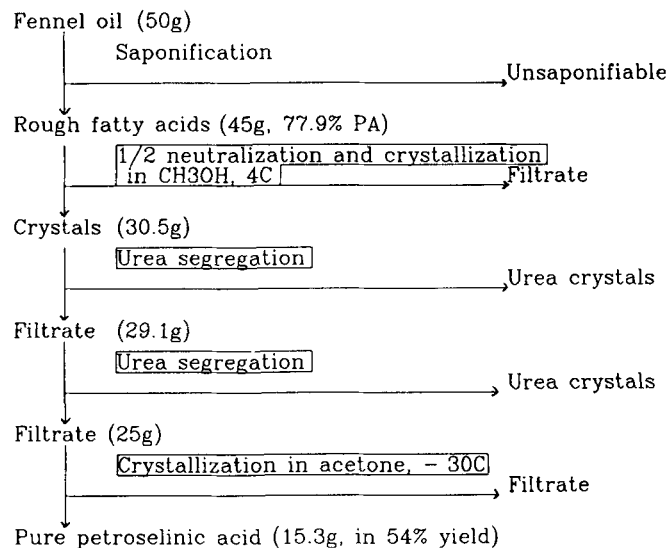 Fennel oil (50g)
Saponification
Unsaponifiable
Rough fatty acids (45g, 77.9% PA)
1/2 neutralization and crystallization
in CH3OH, 4C
Filtrate
Crystals (30.5g)
Urea segregation
Urea crystals
Filtrate (29.1g)
Urea segregation
Urea crystals
Filtrate (25g)
Crystallization in acetone, - 30C
Filtrate
Pure petroselinic acid (15.3g, in 54% yield)